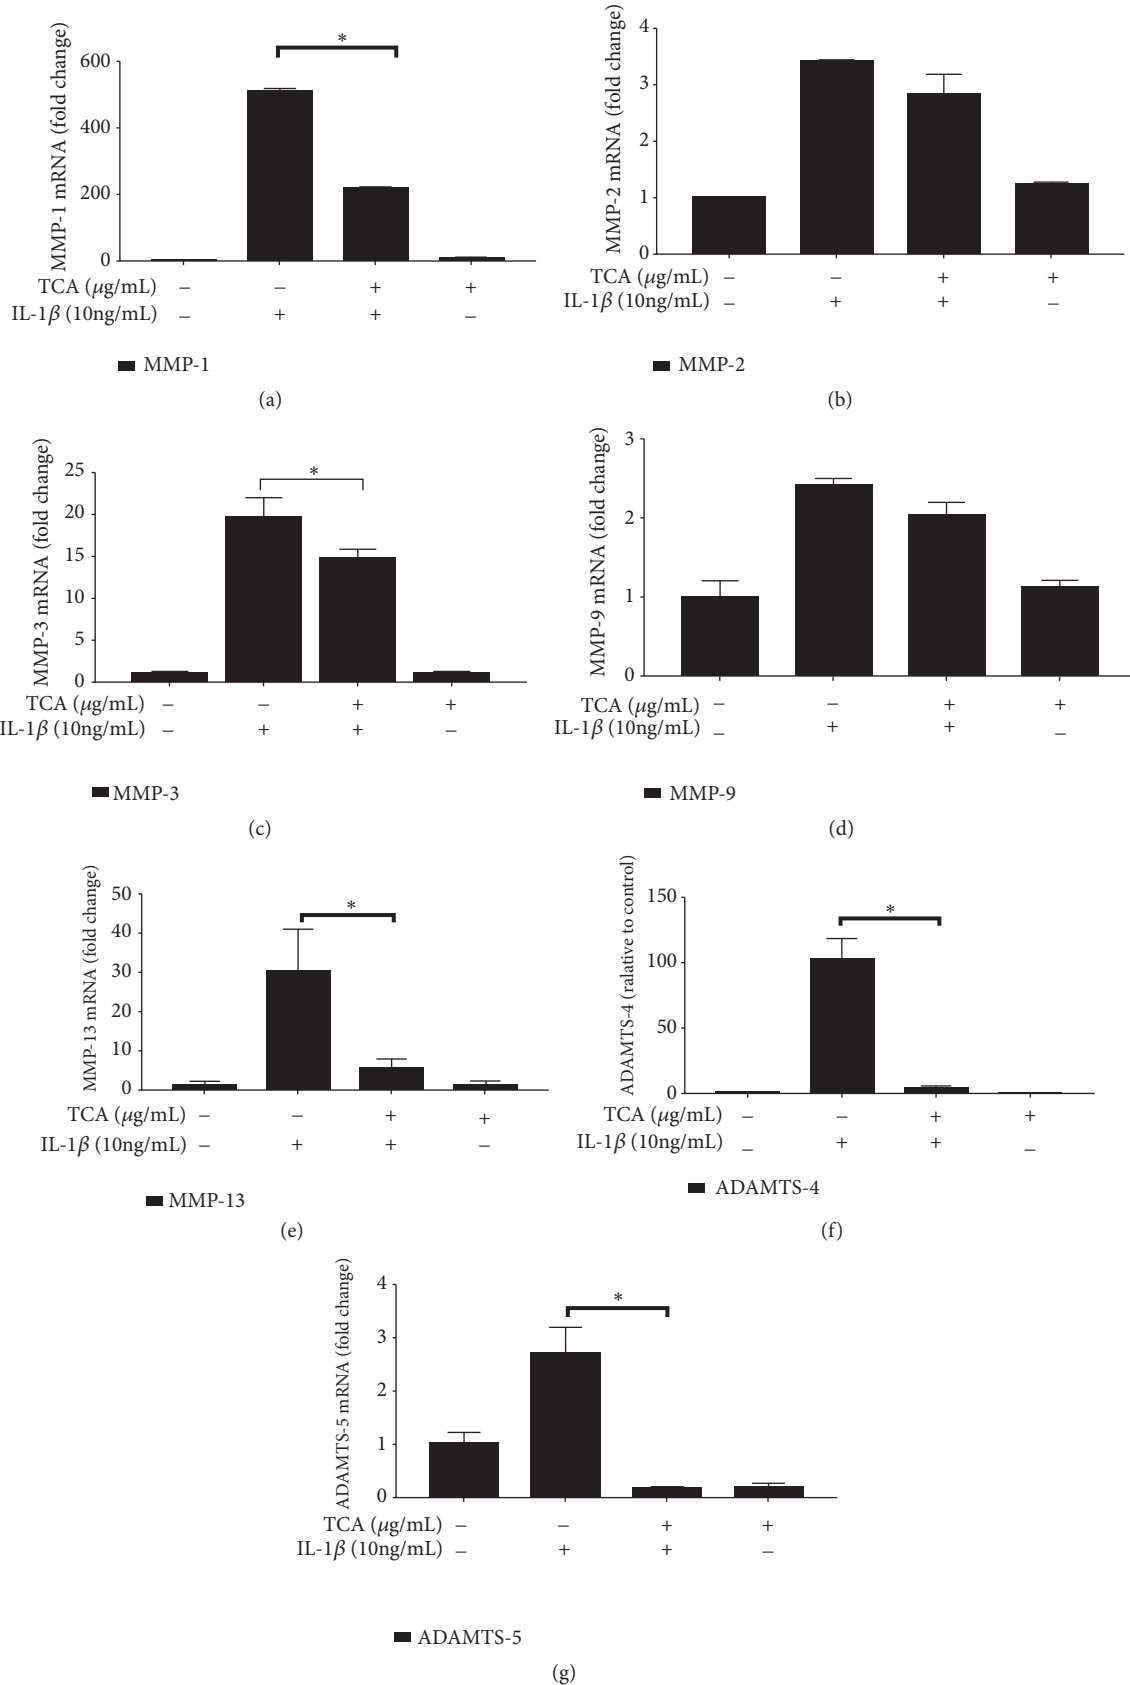 MMP-1 mRNA (fold change)
600
400
200
0
*
TCA (μg/mL) – – + +
IL-1β (10ng/mL) – + + –
MMP-1
(a)
MMP-2 mRNA (fold change)
4
3
2
1
0
TCA (μg/mL) – – + +
IL-1β (10ng/mL) – + + –
MMP-2
(b)
MMP-3 mRNA (fold change)
25
20
15
10
5
0
*
TCA (μg/mL) – – + +
IL-1β (10ng/mL) – + + –
MMP-3
(c)
MMP-9 mRNA (fold change)
3
2
1
0
TCA (μg/mL) – – + +
IL-1β (10ng/mL) – + + –
MMP-9
(d)
MMP-13 mRNA (fold change)
50
40
30
20
10
0
*
TCA (μg/mL) – – + +
IL-1β (10ng/mL) – + + –
MMP-13
(e)
ADAMTS-4 (ralative to control)
150
100
50
0
*
TCA (μg/mL) – – + +
IL-1β (10ng/mL) – + + –
ADAMTS-4
(f)
ADAMTS-5 mRNA (fold change)
4
3
2
1
0
*
TCA (μg/mL) – – + +
IL-1β (10ng/mL) – + + –
ADAMTS-5
(g)